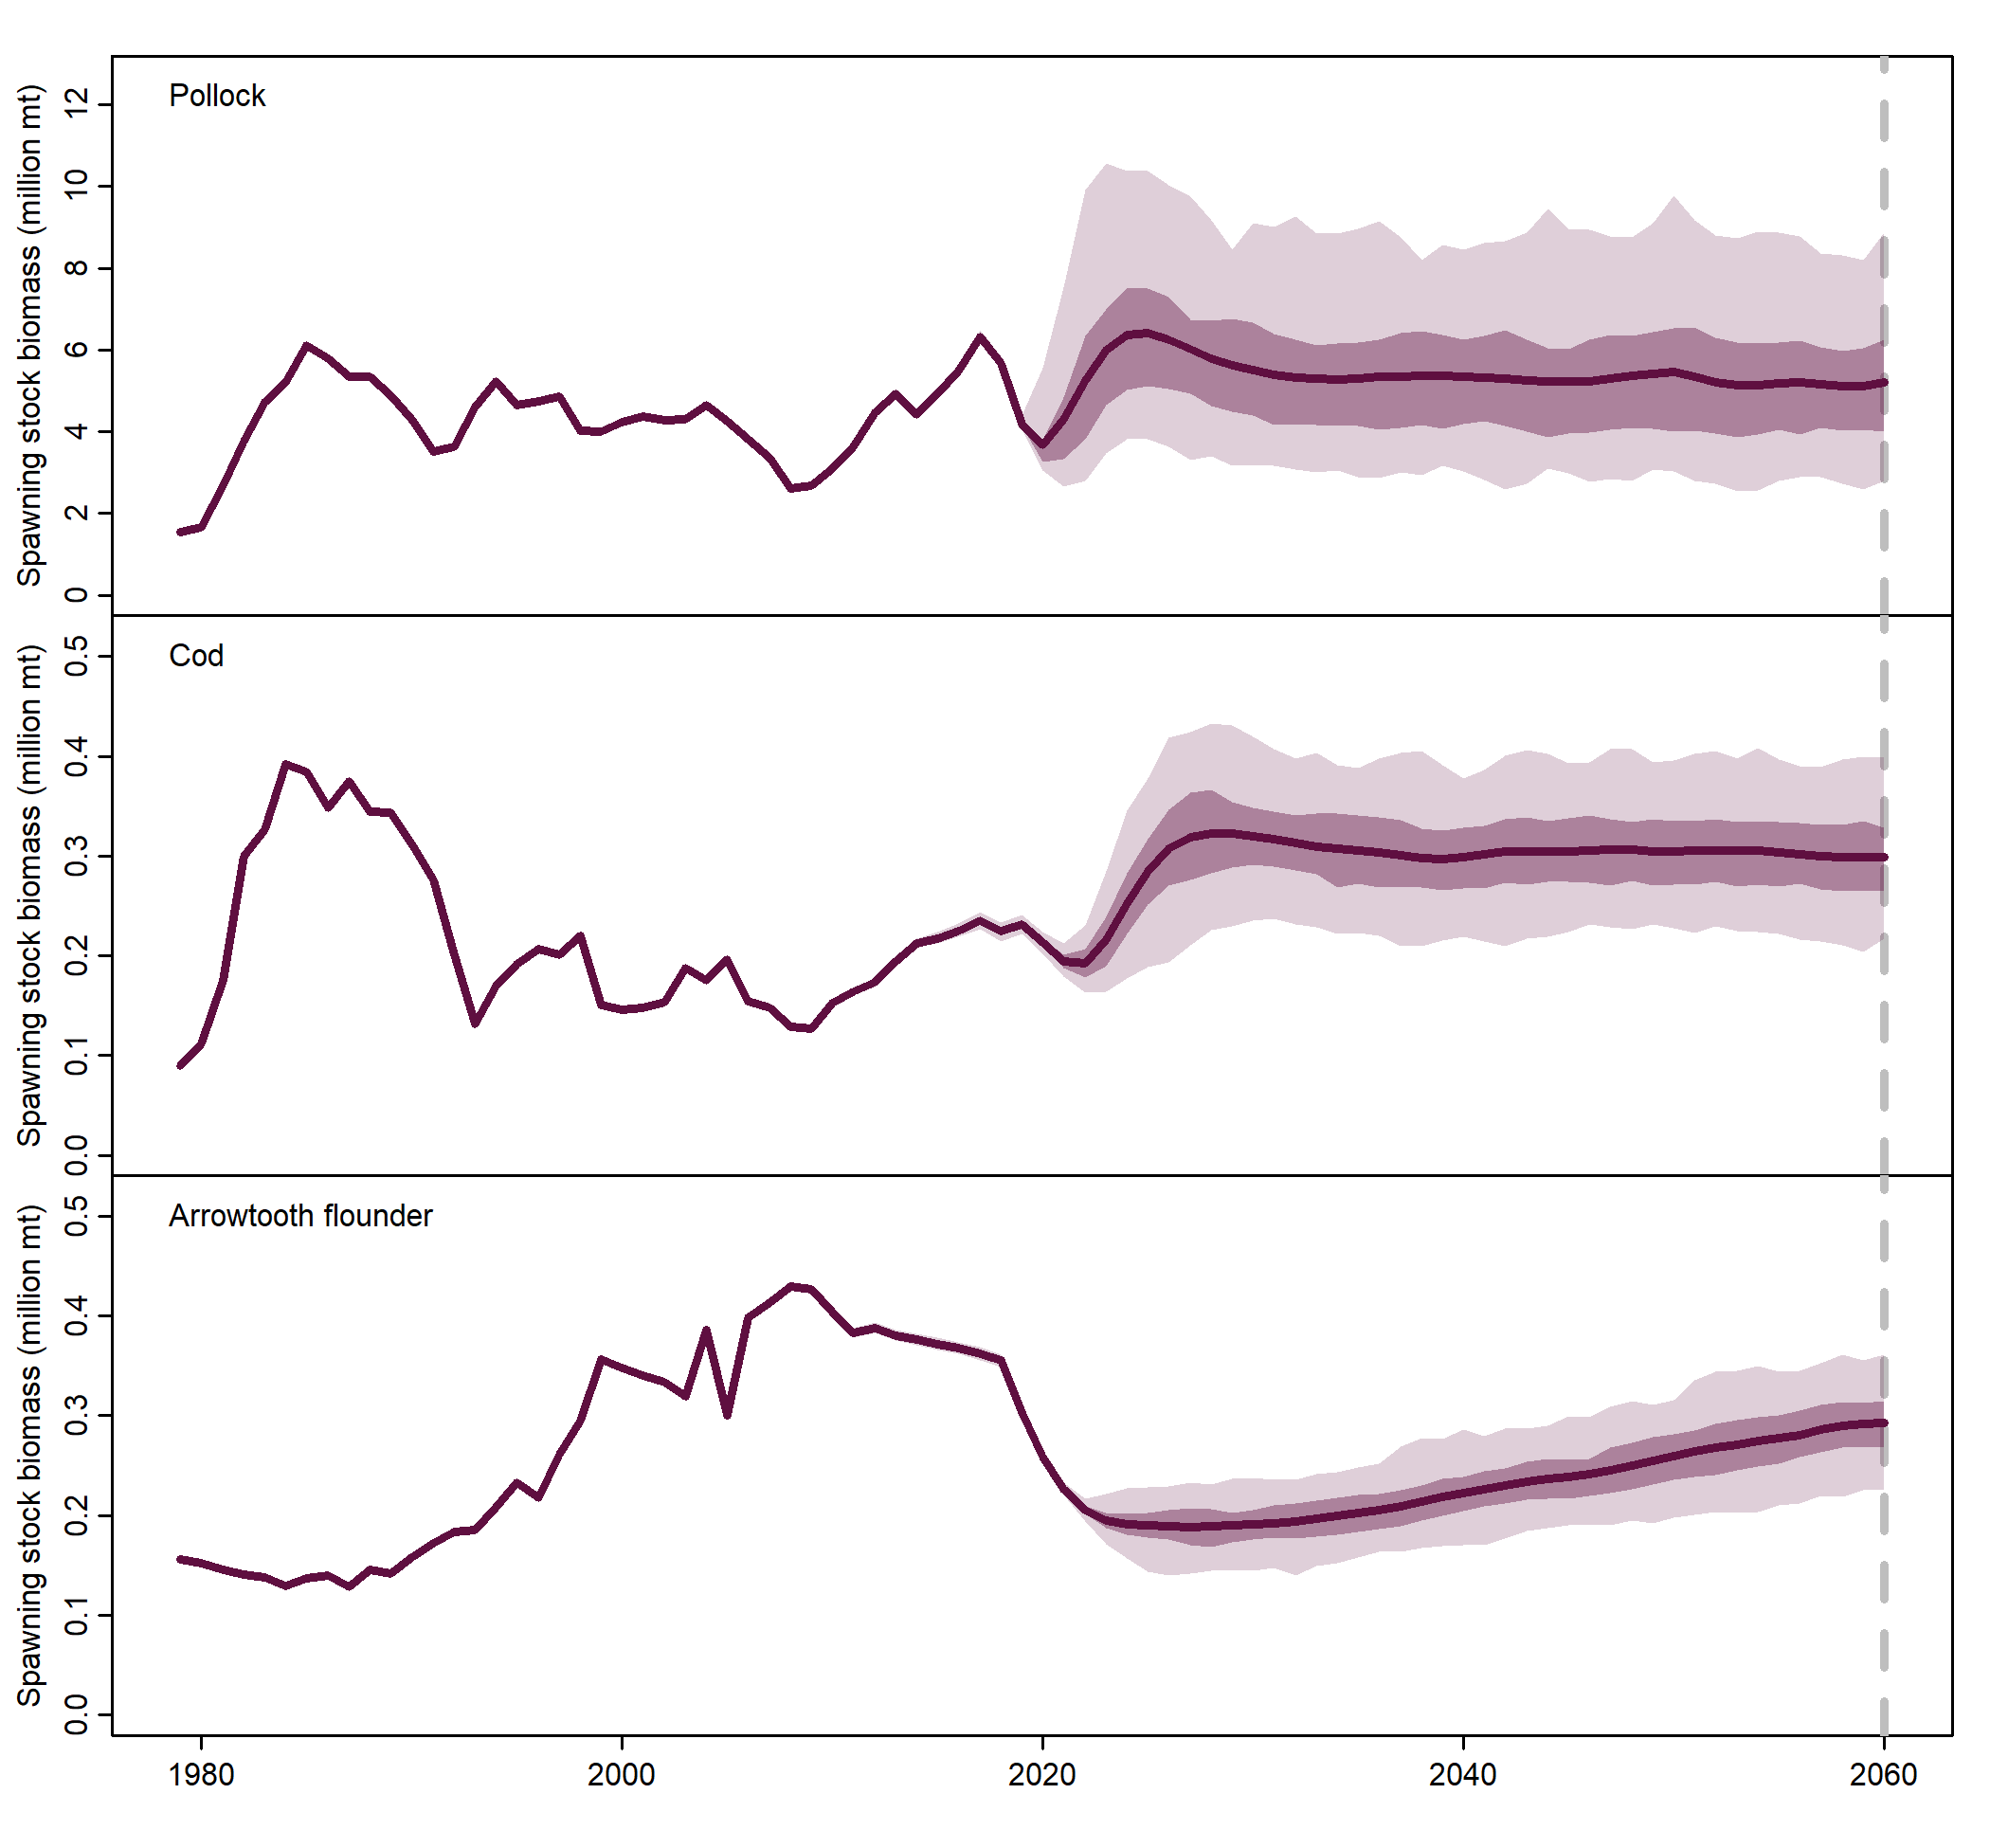 Pollock
Spawning stock biomass (million mt)
12
10
8
6
4
2
0
Cod
Spawning stock biomass (million mt)
0.5
0.4
0.3
0.2
0.1
0.0
Arrowtooth flounder
Spawning stock biomass (million mt)
0.5
0.4
0.3
0.2
0.1
0.0
1980 2000 2020 2040 2060